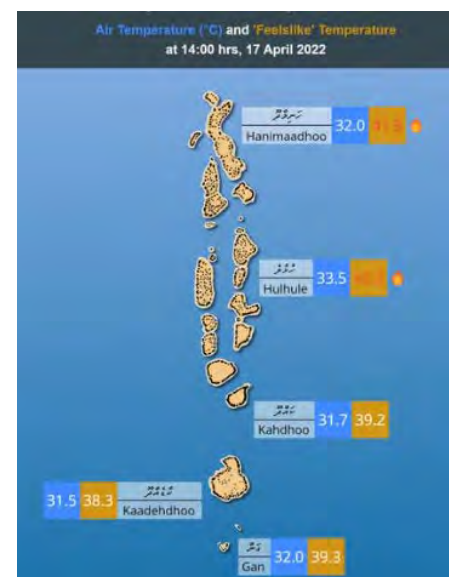 Air Temperature (°C) and 'Feelslike' Temperature
at 14:00 hrs, 17 April 2022
ހަނިމާދޫ
Hanimaadhoo 32.0
ހުޅުލެ
Hulhule 33.5
ކައްދޫ
Kahdhoo 31.7 39.2
31.5 38.3 ކާޑެއްދޫ
Kaadehdhoo
ގަން
Gan 32.0 39.3